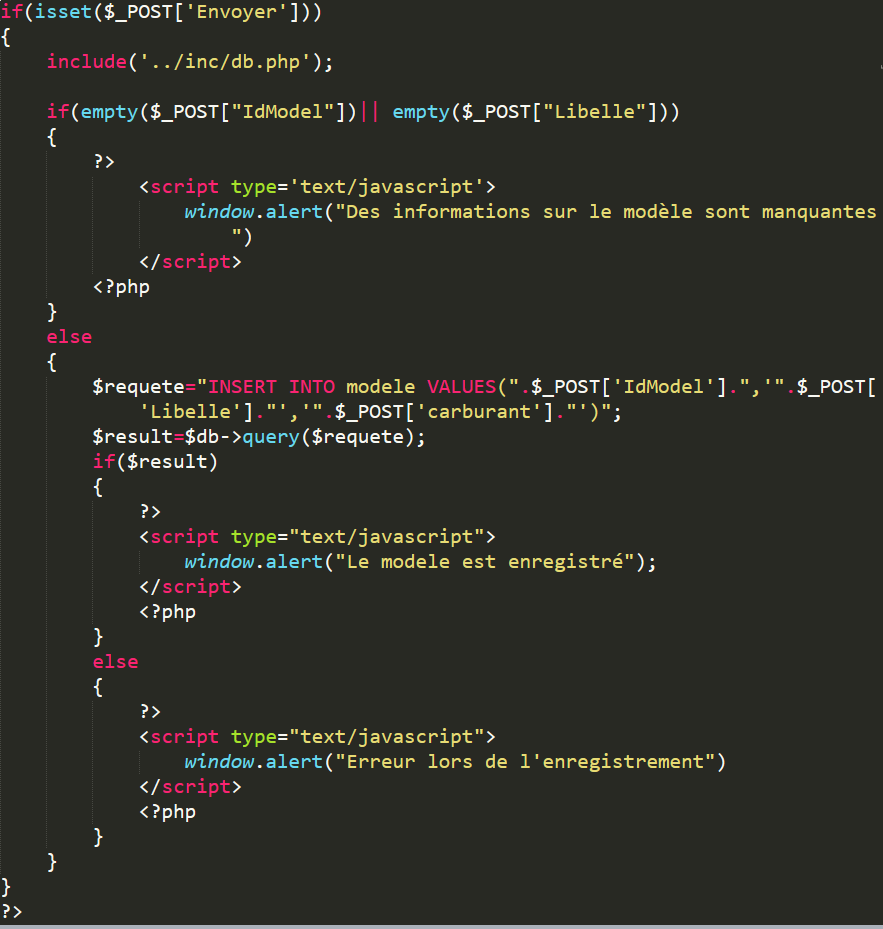 if(isset($_POST['Envoyer']))
{
    include('../inc/db.php');

    if(empty($_POST["IdModel"])|| empty($_POST["Libelle"]))
    {
        ?>
            <script type='text/javascript'>
                window.alert("Des informations sur le modèle sont manquantes
                    ")
            </script>
        <?php
    }
    else
    {
        $requete="INSERT INTO modele VALUES(".$_POST['IdModel'].",'".$_POST[
            'Libelle']."','".$_POST['carburant']."')";
        $result=$db->query($requete);
        if($result)
        {
            ?>
            <script type="text/javascript">
                window.alert("Le modele est enregistré");
            </script>
            <?php
        }
        else
        {
            ?>
            <script type="text/javascript">
                window.alert("Erreur lors de l'enregistrement")
            </script>
            <?php
        }
    }
}
?>